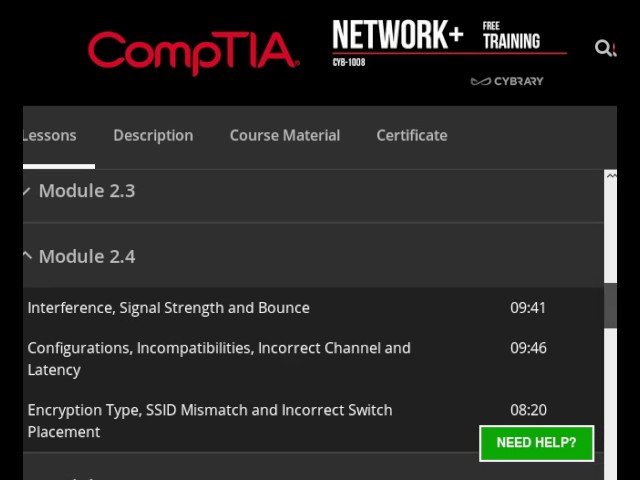 CompTIA.
NETWORK+ FREE TRAINING
CYB-1008
CYBRARY
Lessons Description Course Material Certificate
Module 2.3
Module 2.4
Interference, Signal Strength and Bounce 09:41
Configurations, Incompatibilities, Incorrect Channel and 09:46
Latency
Encryption Type, SSID Mismatch and Incorrect Switch 08:20
Placement
NEED HELP?